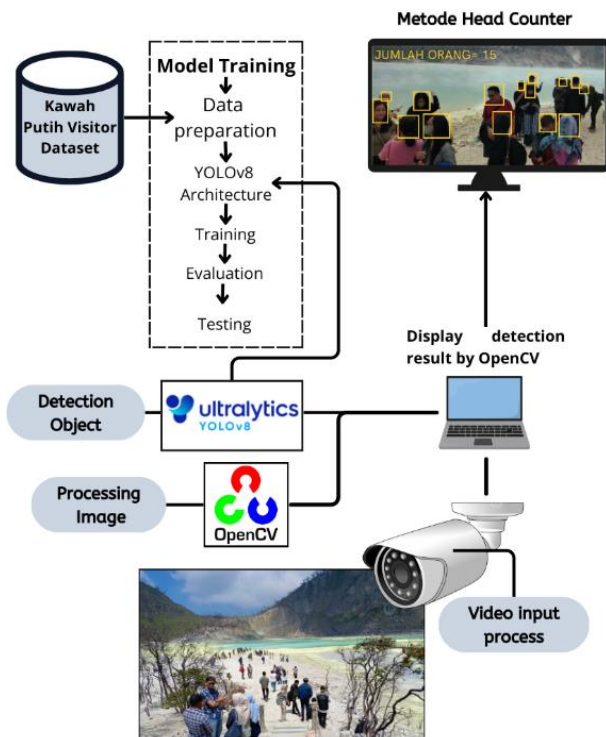 Metode Head Counter
JUMLAH ORANG= 15
Kawah
Putih Visitor
Dataset
Model Training
Data
preparation
YOLOv8
Architecture
Training
Evaluation
Testing
Display detection
result by OpenCV
Detection
Object
ultralytics
YOLOv8
Processing
Image
OpenCV
Video input
process